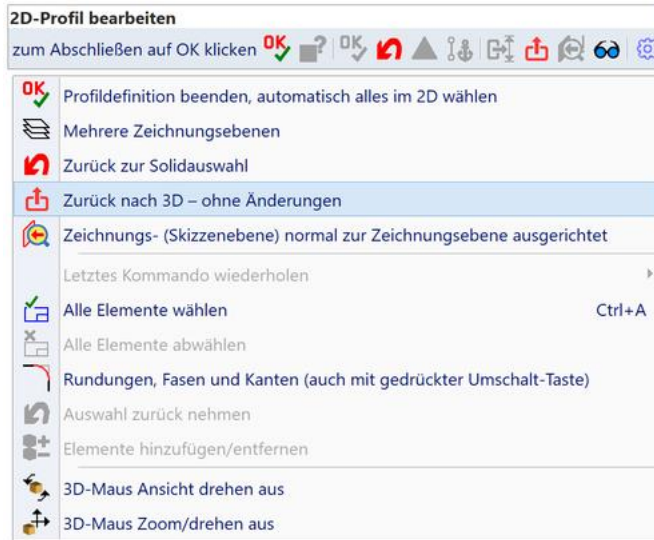 2D-Profil bearbeiten
zum Abschließen auf OK klicken OK ? OK
OK Profildefinition beenden, automatisch alles im 2D wählen
Mehrere Zeichnungsebenen
Zurück zur Solidauswahl
Zurück nach 3D – ohne Änderungen
Zeichnungs- (Skizzenebene) normal zur Zeichnungsebene ausgerichtet
Letztes Kommando wiederholen
Alle Elemente wählen Ctrl+A
Alle Elemente abwählen
Rundungen, Fasen und Kanten (auch mit gedrückter Umschalt-Taste)
Auswahl zurück nehmen
Elemente hinzufügen/entfernen
3D-Maus Ansicht drehen aus
3D-Maus Zoom/drehen aus